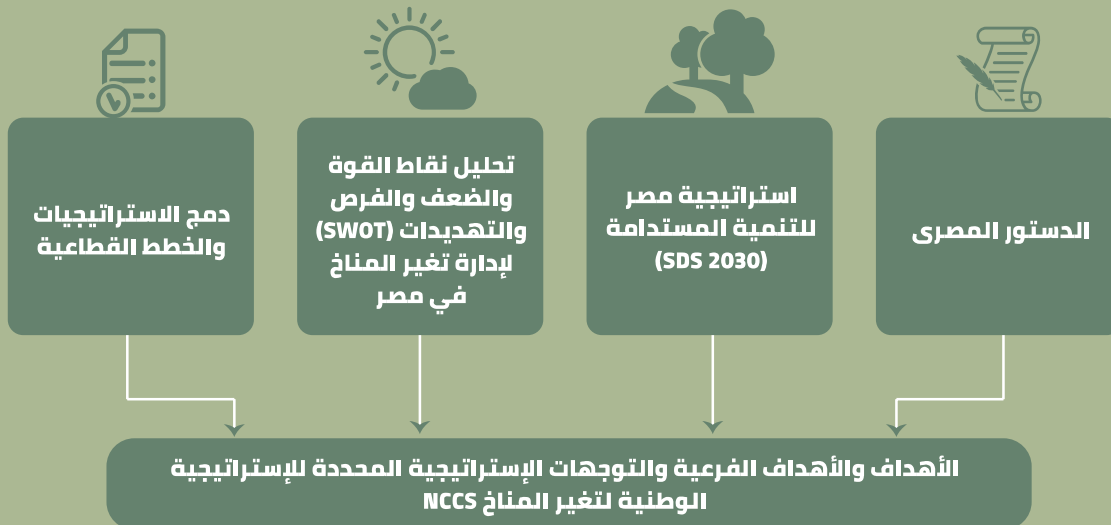 الدستور المصرى
استراتيجية مصر
للتنمية المستدامة
(SDS 2030)
تحليل نقاط القوة
والضعف والفرص
والتهديدات (SWOT)
لإدارة تغير المناخ
في مصر
دمج الاستراتيجيات
والخطط القطاعية
الأهداف والأهداف الفرعية والتوجهات الإستراتيجية المحددة للإستراتيجية
الوطنية لتغير المناخ NCCS